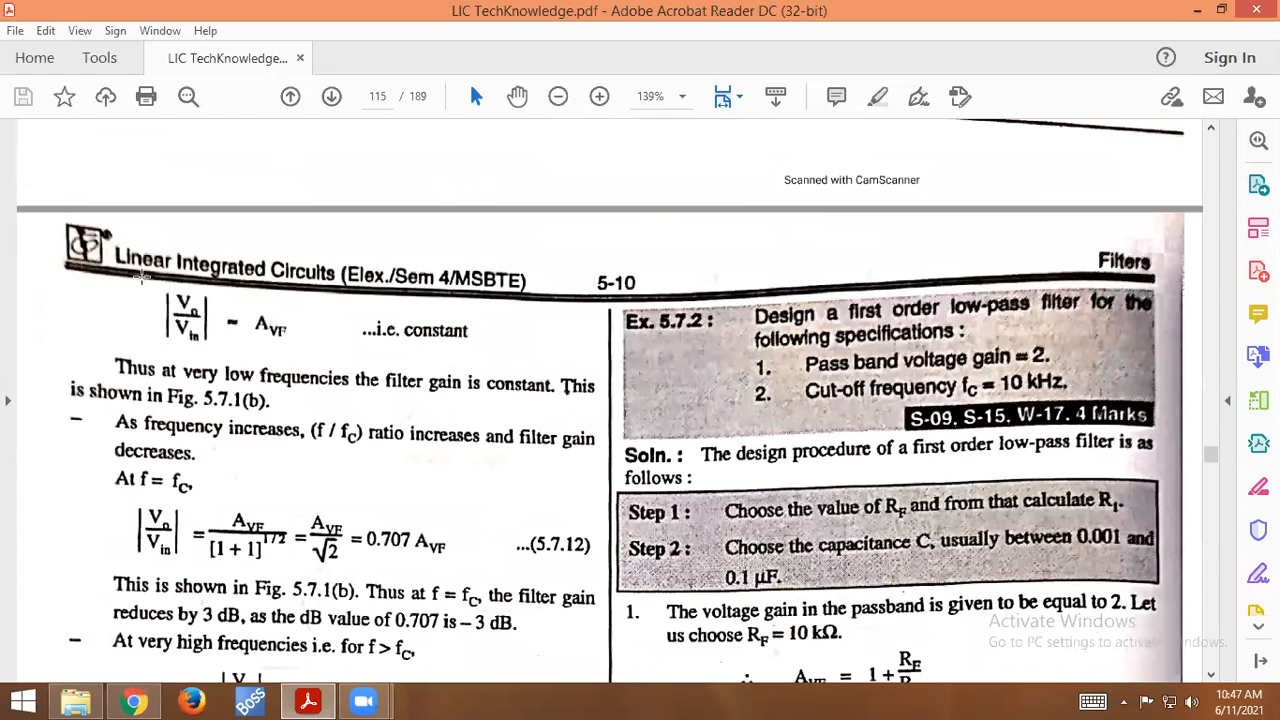 LIC TechKnowledge.pdf - Adobe Acrobat Reader DC (32-bit)
File Edit View Sign Window Help
Home Tools LIC TechKnowledge... × Sign In
115 / 189 139%
Scanned with CamScanner
Linear Integrated Circuits (Elex./Sem 4/MSBTE) 5-10 Filters
|Vo/Vin| = AVF ...i.e. constant
Thus at very low frequencies the filter gain is constant. This
is shown in Fig. 5.7.1(b).
– As frequency increases, (f / fC) ratio increases and filter gain
decreases.
At f = fC,
|Vo/Vin| = AVF/[1 + 1]^1/2 = AVF/√2 = 0.707 AVF ...(5.7.12)
This is shown in Fig. 5.7.1(b). Thus at f = fC, the filter gain
reduces by 3 dB, as the dB value of 0.707 is – 3 dB.
– At very high frequencies i.e. for f > fC,
Ex. 5.7.2 : Design a first order low-pass filter for the
following specifications :
1. Pass band voltage gain = 2.
2. Cut-off frequency fC = 10 kHz.
S-09, S-15, W-17, 4 Marks
Soln. : The design procedure of a first order low-pass filter is as
follows :
Step 1 : Choose the value of RF and from that calculate R1.
Step 2 : Choose the capacitance C, usually between 0.001 and
0.1 μF.
1. The voltage gain in the passband is given to be equal to 2. Let
us choose RF = 10 kΩ.
∴ AVF = 1 + RF
Activate Windows
Go to PC settings to activate Windows.
BOSS
10:47 AM
6/11/2021